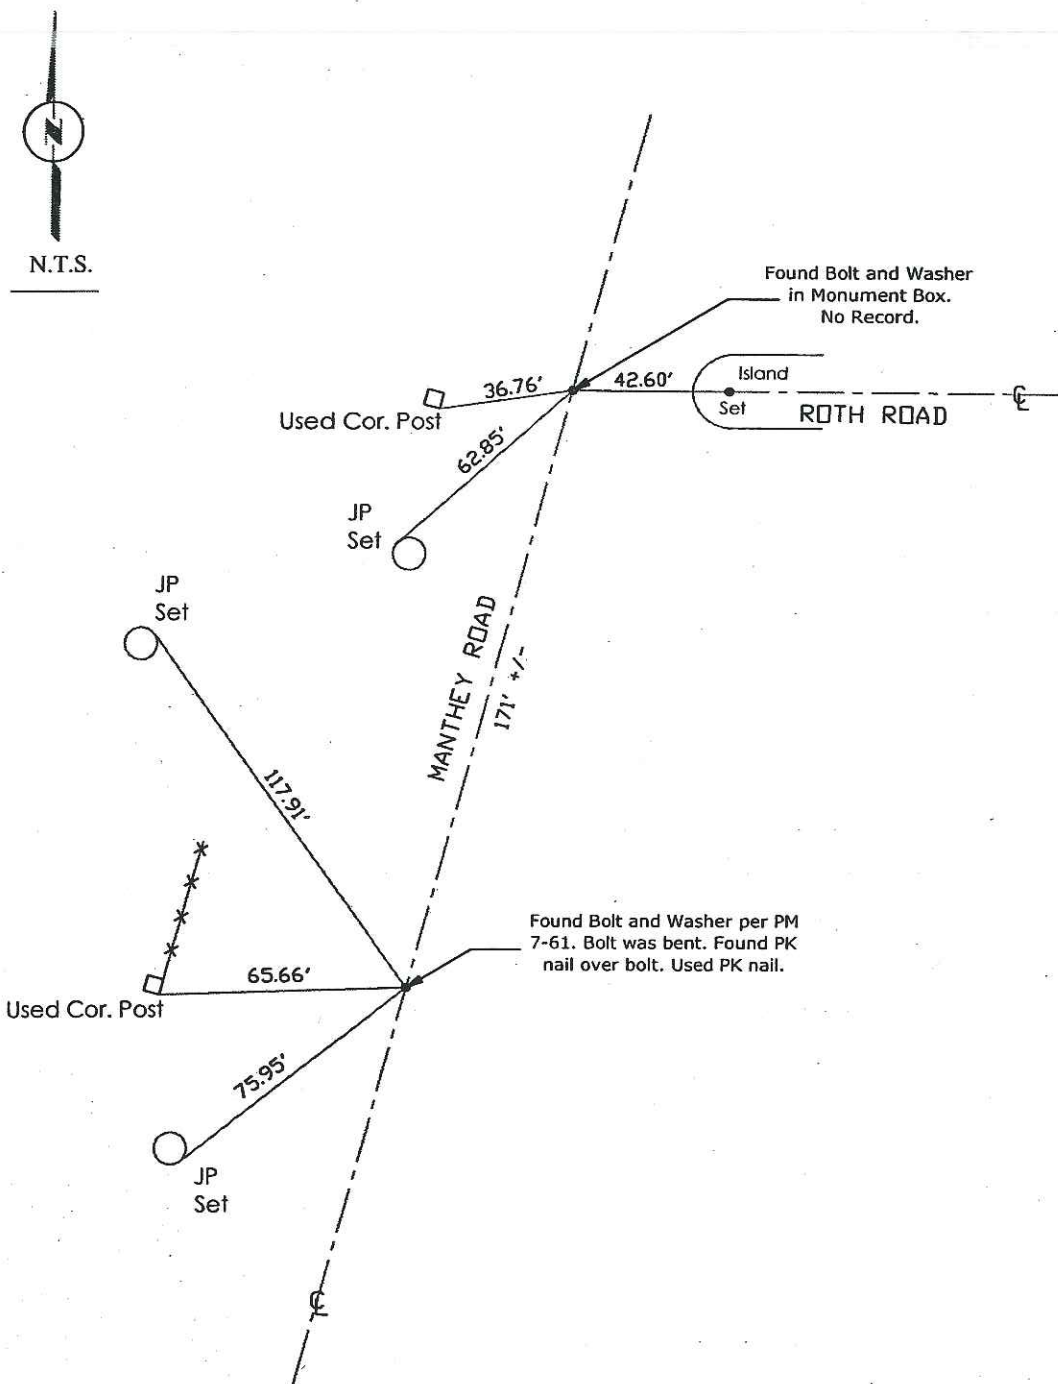 N
N.T.S.
Found Bolt and Washer
in Monument Box.
No Record.
36.76'
42.60'
Island
Set
℄
ROTH ROAD
Used Cor. Post
62.85'
JP
Set
JP
Set
MANTHEY ROAD
171' +/-
117.91'
Found Bolt and Washer per PM
7-61. Bolt was bent. Found PK
nail over bolt. Used PK nail.
65.66'
Used Cor. Post
75.95'
JP
Set
℄